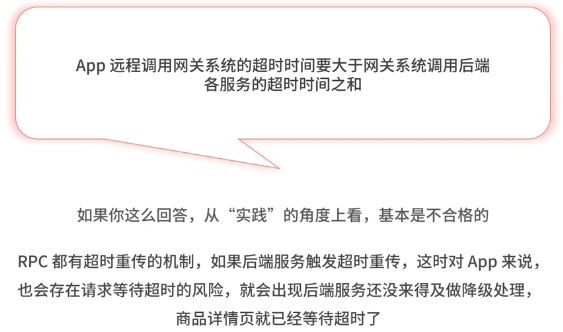 App 远程调用网关系统的超时时间要大于网关系统调用后端
各服务的超时时间之和
如果你这么回答，从“实践”的角度上看，基本是不合格的
RPC 都有超时重传的机制，如果后端服务触发超时重传，这时对 App 来说，
也会存在请求等待超时的风险，就会出现后端服务还没来得及做降级处理，
商品详情页就已经等待超时了